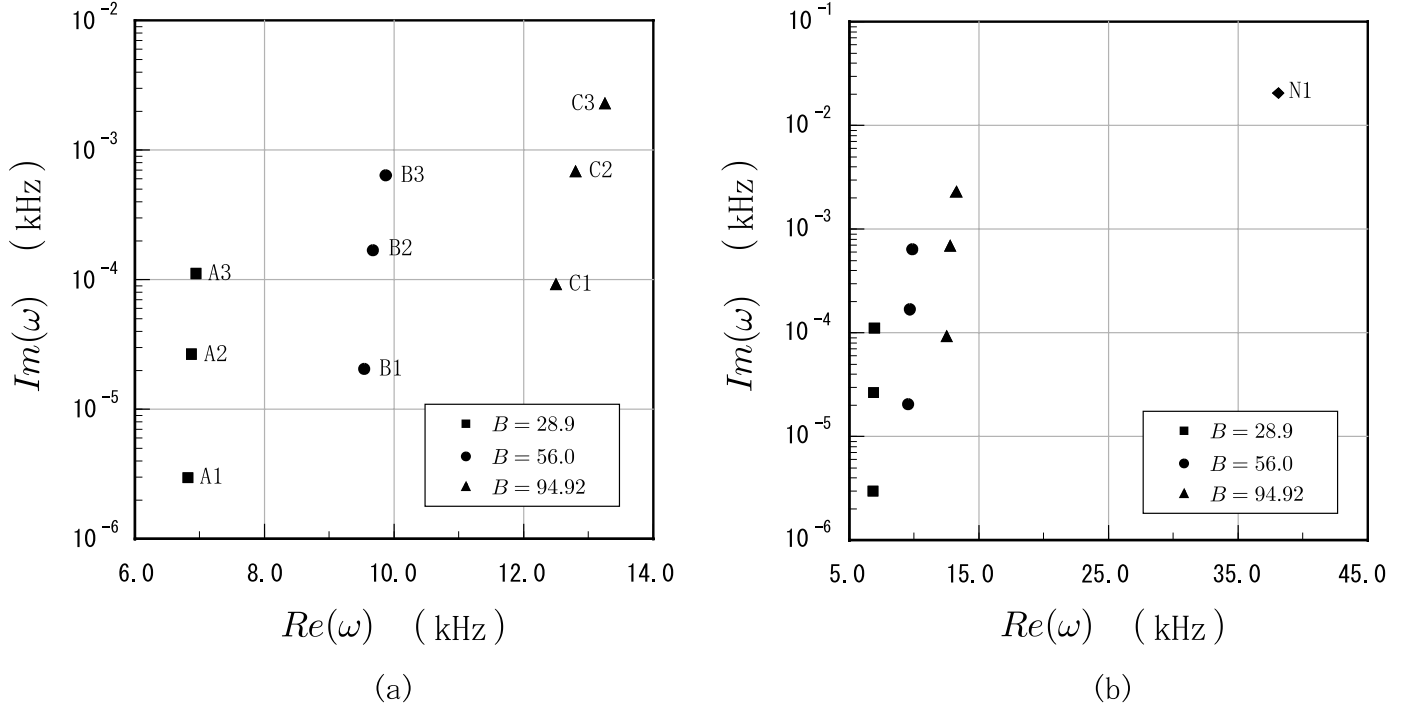 10⁻²
10⁻³
10⁻⁴
10⁻⁵
10⁻⁶
Im(ω) (kHz)
C3
C2
C1
B3
B2
B1
A3
A2
A1
B = 28.9
B = 56.0
B = 94.92
6.0 8.0 10.0 12.0 14.0
Re(ω) (kHz)
(a)
10⁻¹
10⁻²
10⁻³
10⁻⁴
10⁻⁵
10⁻⁶
Im(ω) (kHz)
N1
B = 28.9
B = 56.0
B = 94.92
5.0 15.0 25.0 35.0 45.0
Re(ω) (kHz)
(b)